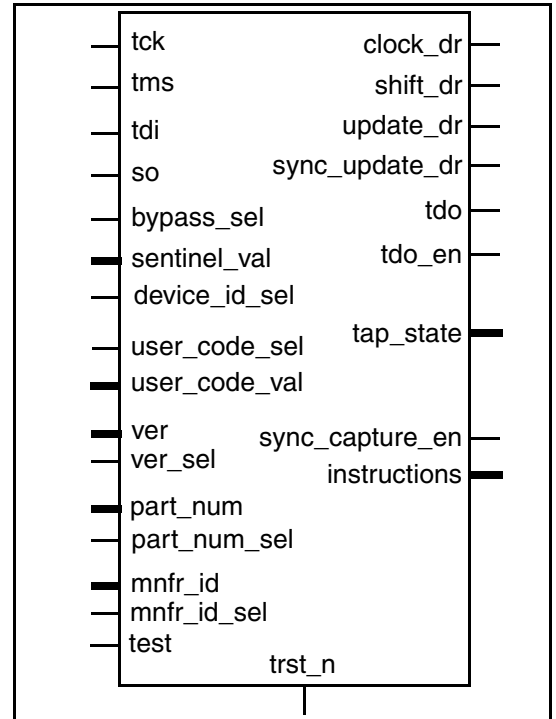 tck
tms
tdi
so
bypass_sel
sentinel_val
device_id_sel
user_code_sel
user_code_val
ver
ver_sel
part_num
part_num_sel
mnfr_id
mnfr_id_sel
test
trst_n
clock_dr
shift_dr
update_dr
sync_update_dr
tdo
tdo_en
tap_state
sync_capture_en
instructions